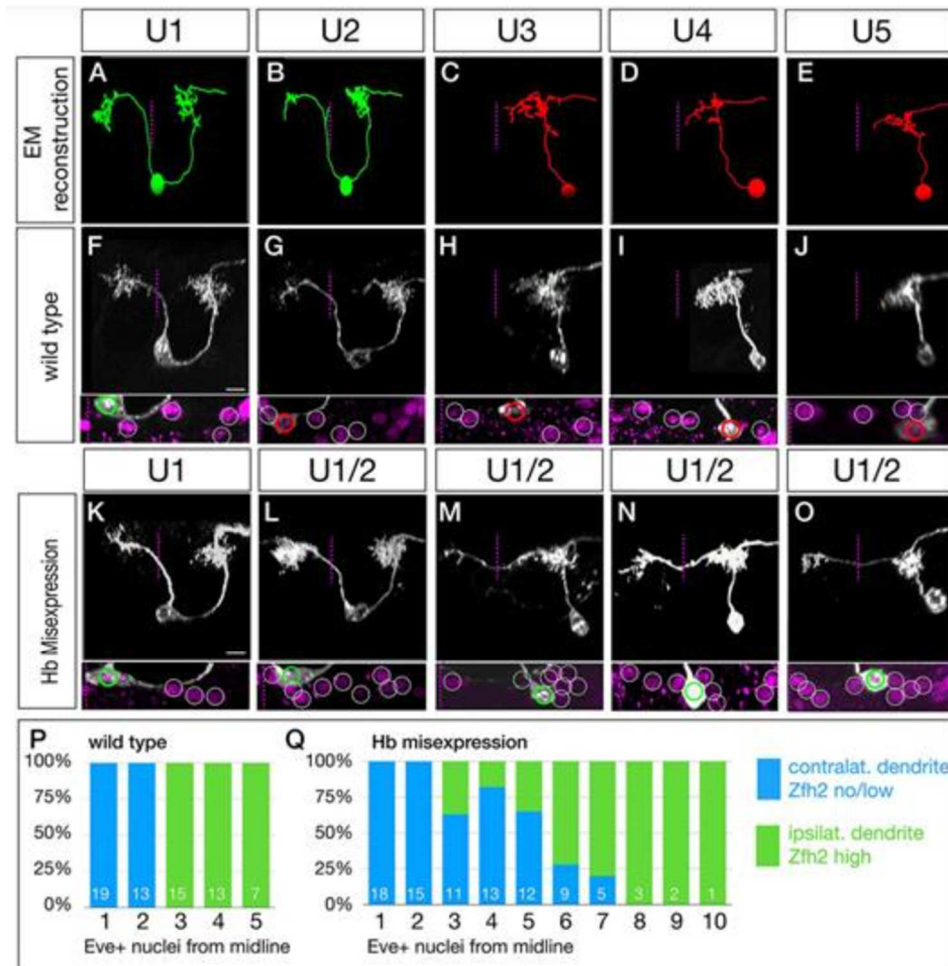 U1 U2 U3 U4 U5
EM
reconstruction
A B C D E
wild type
F G H I J
U1 U1/2 U1/2 U1/2 U1/2
Hb Misexpression
K L M N O
P wild type
100%
75%
50%
25%
0%
19 13 15 13 7
1 2 3 4 5
Eve+ nuclei from midline
Q Hb misexpression
100%
75%
50%
25%
0%
18 15 11 13 12 9 5 3 2 1
1 2 3 4 5 6 7 8 9 10
Eve+ nuclei from midline
contralat. dendrite
Zfh2 no/low
ipsilat. dendrite
Zfh2 high